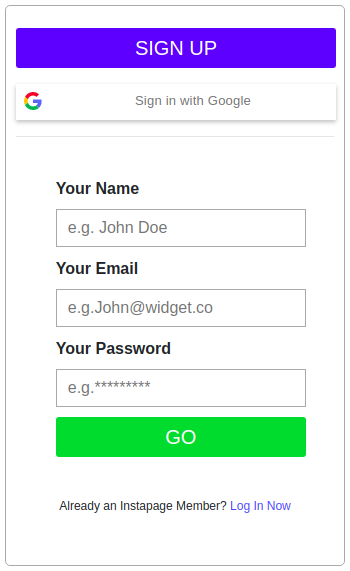 SIGN UP
Sign in with Google
Your Name
e.g. John Doe
Your Email
e.g.John@widget.co
Your Password
e.g.*********
GO
Already an Instapage Member? Log In Now